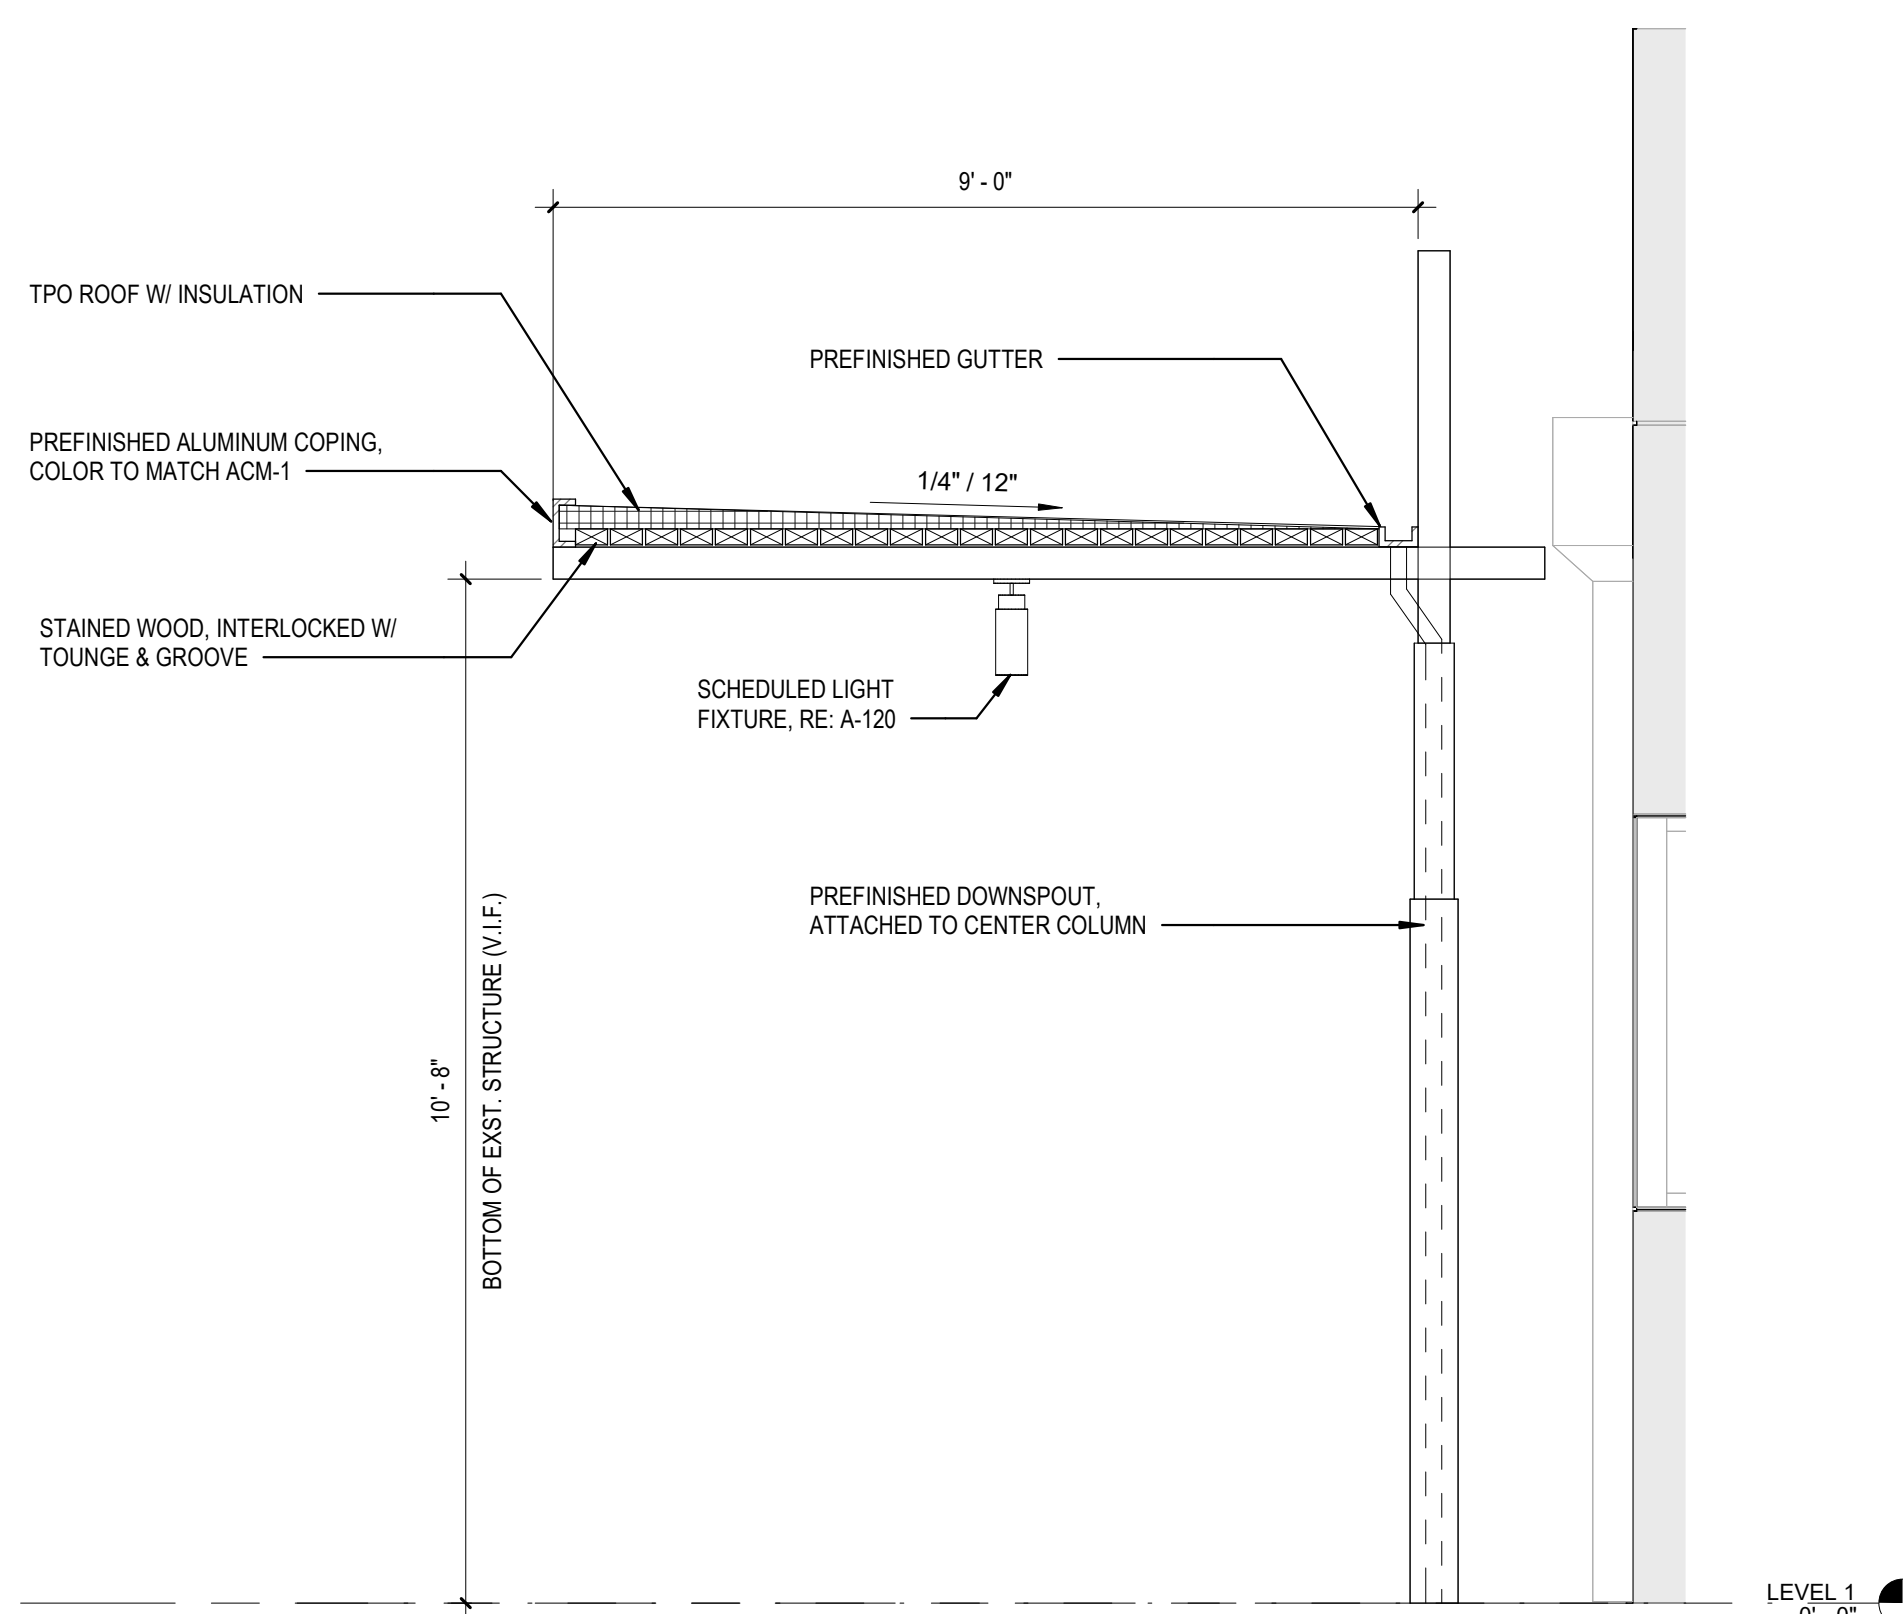 9' - 0"
TPO ROOF W/ INSULATION
PREFINISHED GUTTER
PREFINISHED ALUMINUM COPING,
COLOR TO MATCH ACM-1
1/4" / 12"
STAINED WOOD, INTERLOCKED W/
TOUNGE & GROOVE
SCHEDULED LIGHT
FIXTURE, RE: A-120
PREFINISHED DOWNSPOUT,
ATTACHED TO CENTER COLUMN
10' - 8"
BOTTOM OF EXST. STRUCTURE (V.I.F.)
LEVEL 1
0' - 0"